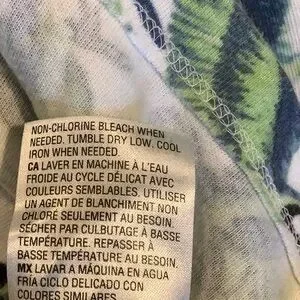 NON-CHLORINE BLEACH WHEN
NEEDED. TUMBLE DRY LOW. COOL
IRON WHEN NEEDED.
CA LAVER EN MACHINE À L'EAU
FROIDE AU CYCLE DÉLICAT AVEC
COULEURS SEMBLABLES. UTILISER
UN AGENT DE BLANCHIMENT NON
CHLORÉ SEULEMENT AU BESOIN.
SÉCHER PAR CULBUTAGE À BASSE
TEMPÉRATURE. REPASSER À
BASSE TEMPÉRATURE AU BESOIN.
MX LAVAR A MÁQUINA EN AGUA
FRÍA CICLO DELICADO CON
COLORES SIMILARES